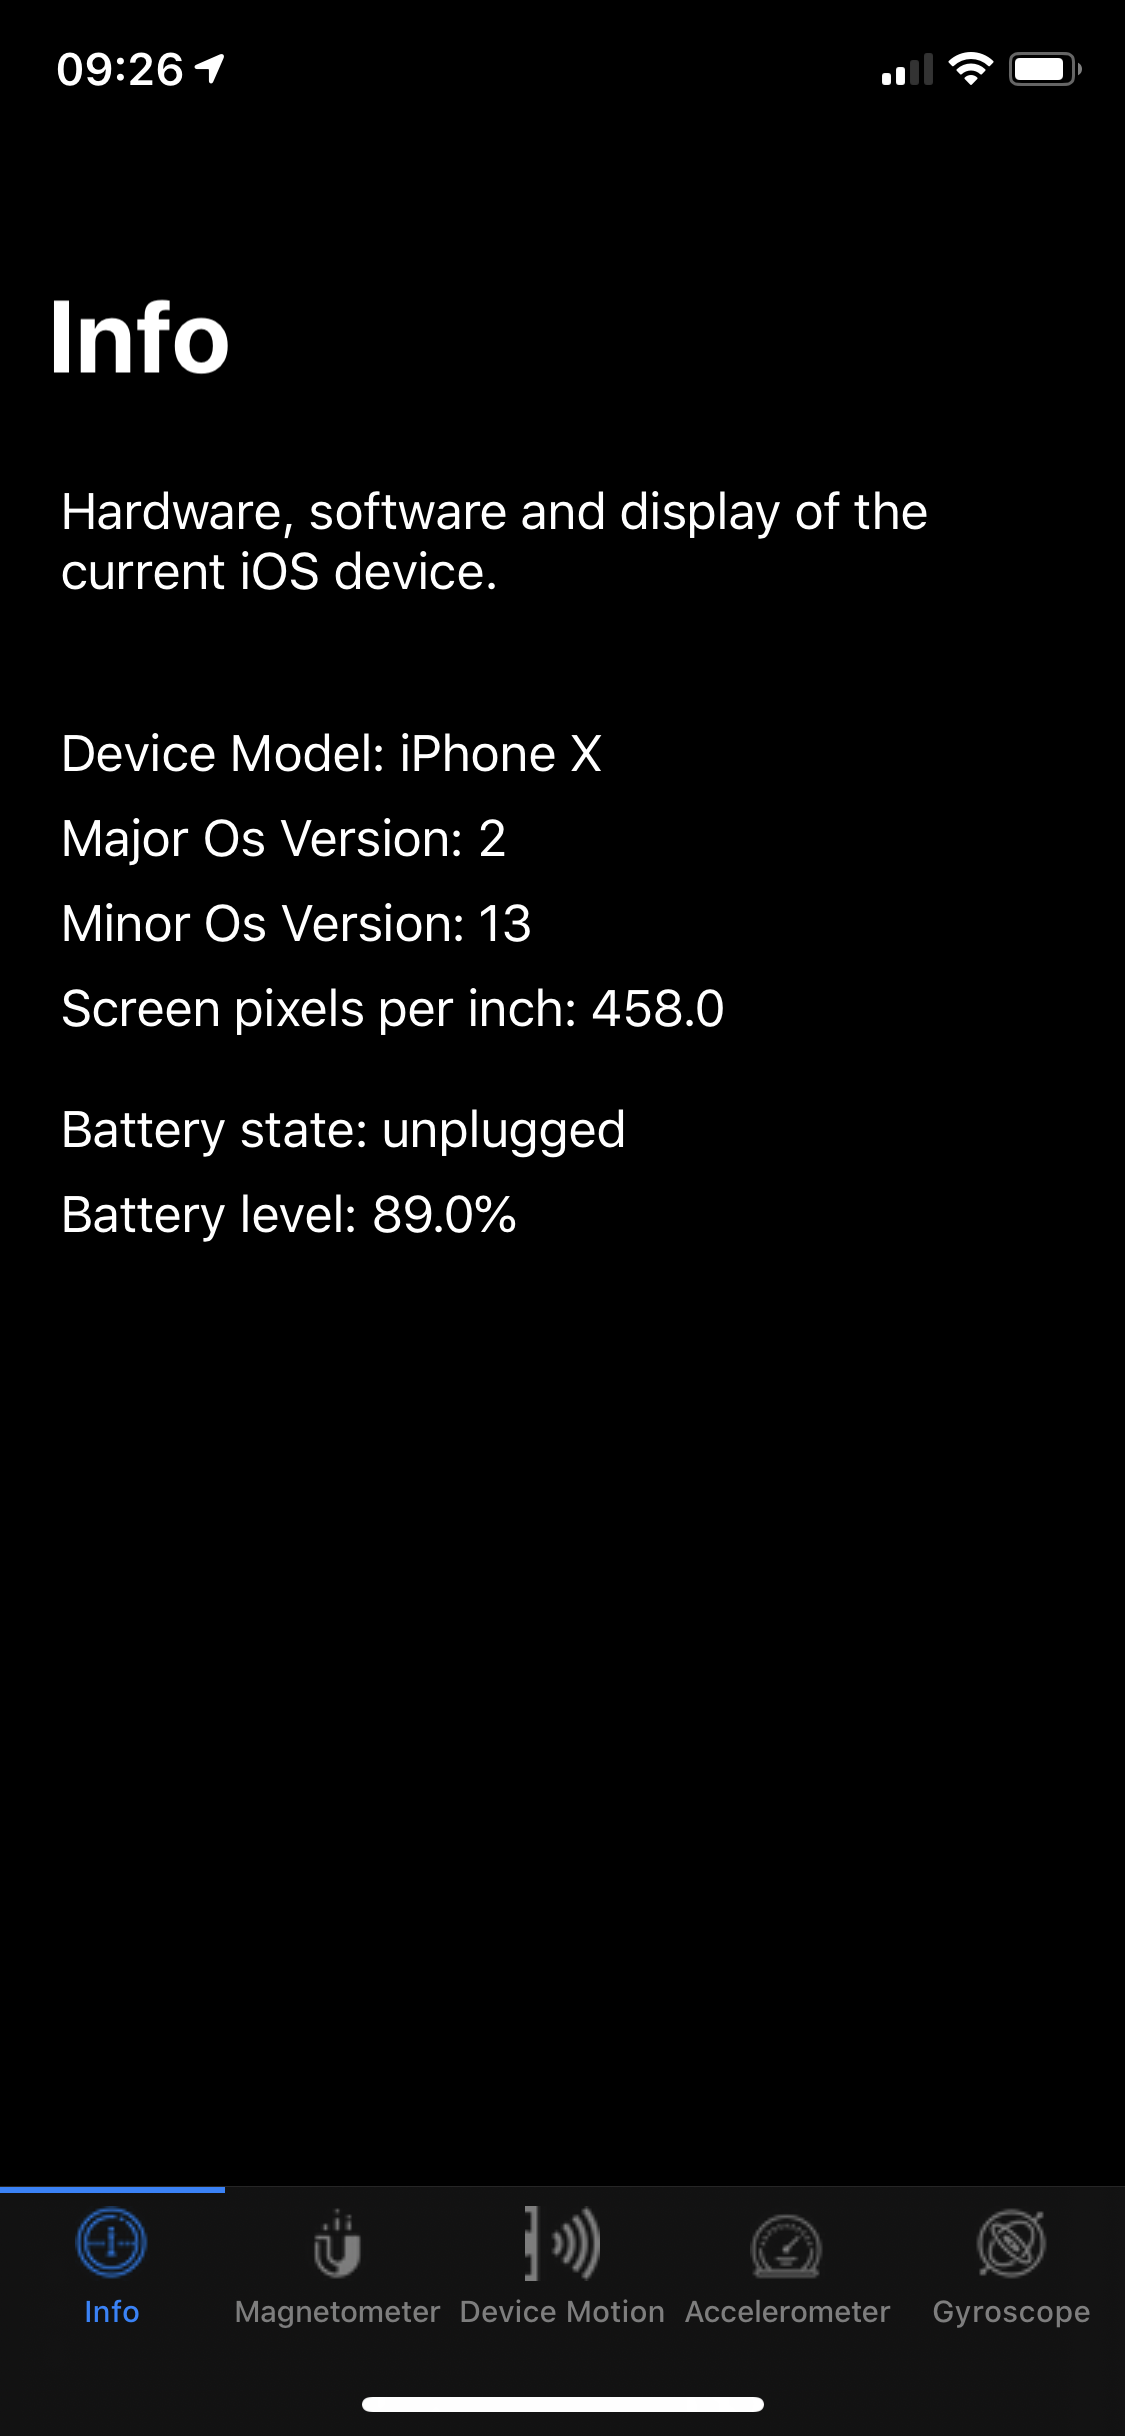 09:26
Info
Hardware, software and display of the
current iOS device.
Device Model: iPhone X
Major Os Version: 2
Minor Os Version: 13
Screen pixels per inch: 458.0
Battery state: unplugged
Battery level: 89.0%
Info Magnetometer Device Motion Accelerometer Gyroscope